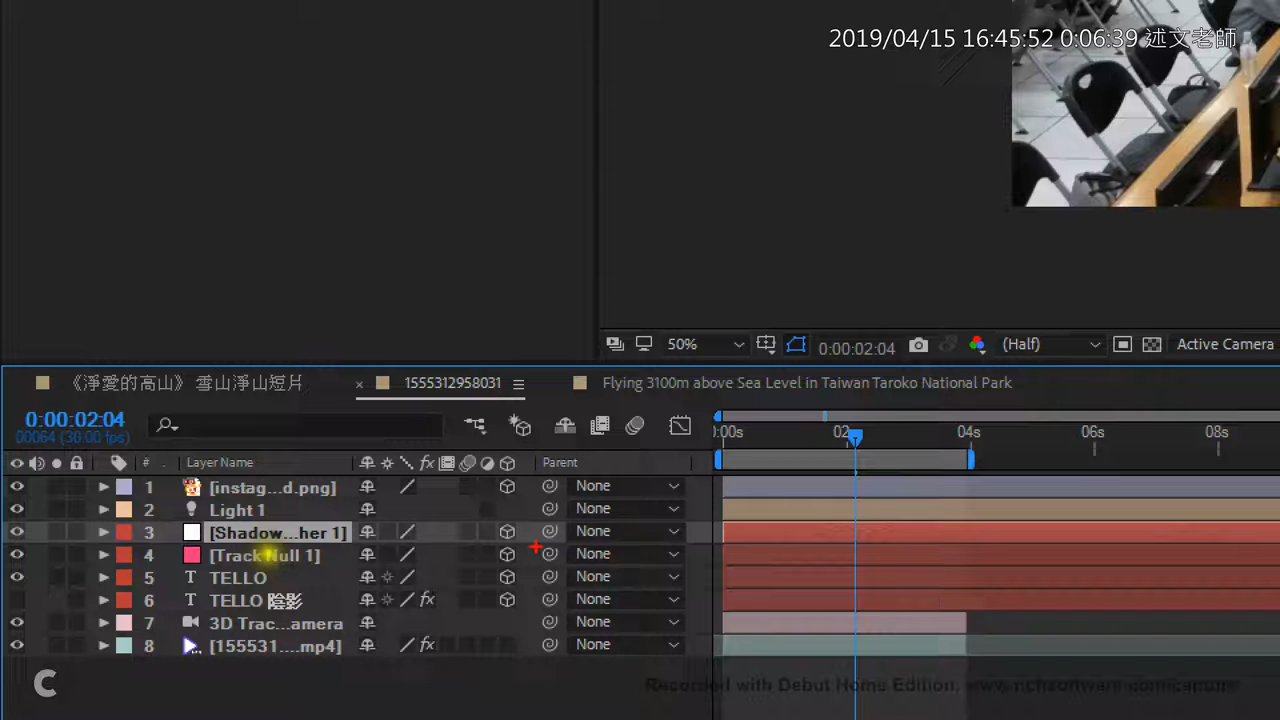 2019/04/15 16:45:52 0:06:39 述文老師
50%
0:00:02:04
(Half)
Active Camera
《淨愛的高山》 雪山淨山短片
× 1555312958031
Flying 3100m above Sea Level in Taiwan Taroko National Park
0:00:02:04
00064 (30.00 fps)
:00s 02 04s 06s 08s
# Layer Name fx Parent
1 [instag...d.png] None
2 Light 1 None
3 [Shadow...her 1] None
4 [Track Null 1] None
5 T TELLO None
6 T TELLO 陰影 fx None
7 3D Trac...amera None
8 [155531....mp4] fx None
C
Recorded with Debut Home Edition. www.nchsoftware.com/capture